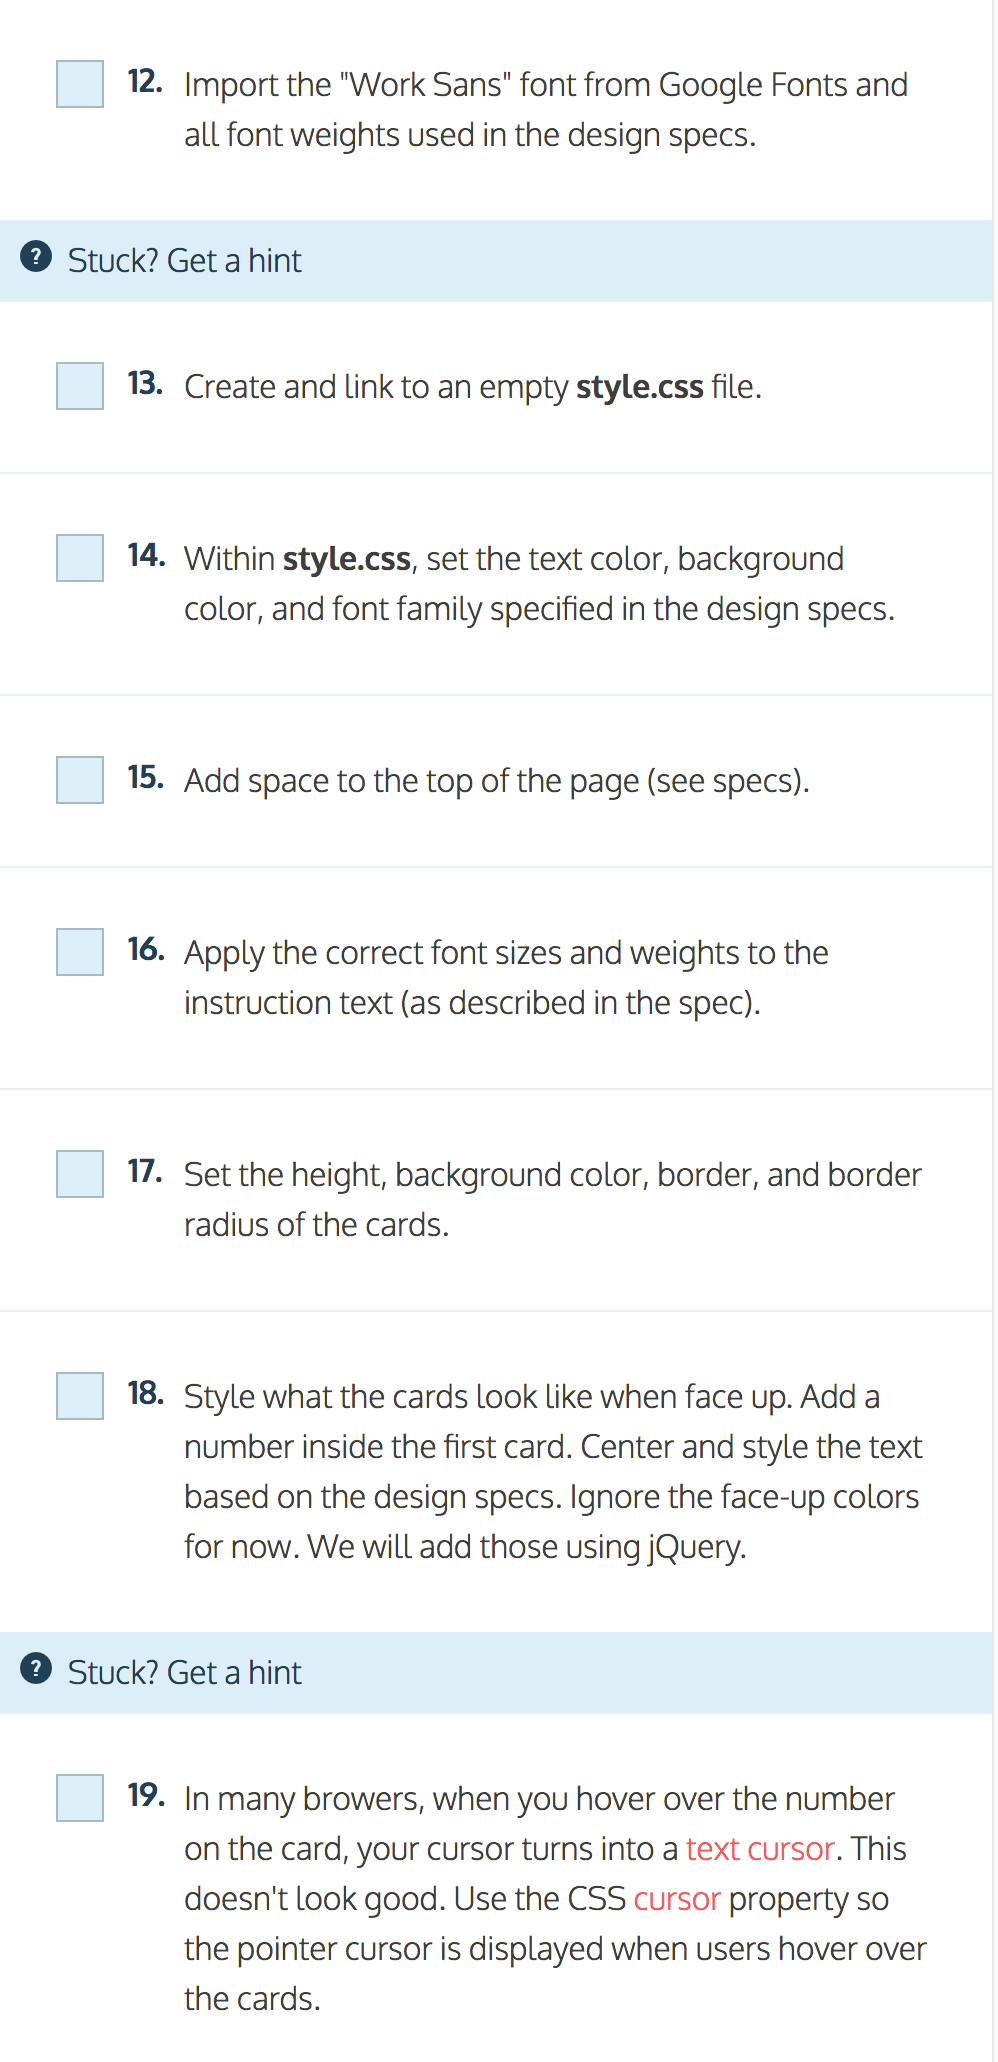 12. Import the "Work Sans" font from Google Fonts and
all font weights used in the design specs.
? Stuck? Get a hint
13. Create and link to an empty style.css file.
14. Within style.css, set the text color, background
color, and font family specified in the design specs.
15. Add space to the top of the page (see specs).
16. Apply the correct font sizes and weights to the
instruction text (as described in the spec).
17. Set the height, background color, border, and border
radius of the cards.
18. Style what the cards look like when face up. Add a
number inside the first card. Center and style the text
based on the design specs. Ignore the face-up colors
for now. We will add those using jQuery.
? Stuck? Get a hint
19. In many browers, when you hover over the number
on the card, your cursor turns into a text cursor. This
doesn't look good. Use the CSS cursor property so
the pointer cursor is displayed when users hover over
the cards.